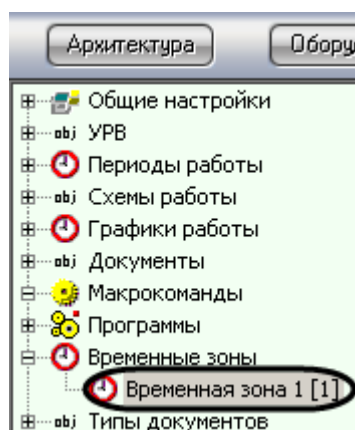 Архитектура Обору
Общие настройки
obj УРВ
Периоды работы
obj Схемы работы
Графики работы
obj Документы
Макрокоманды
Программы
Временные зоны
Временная зона 1 [1]
obj Типы документов